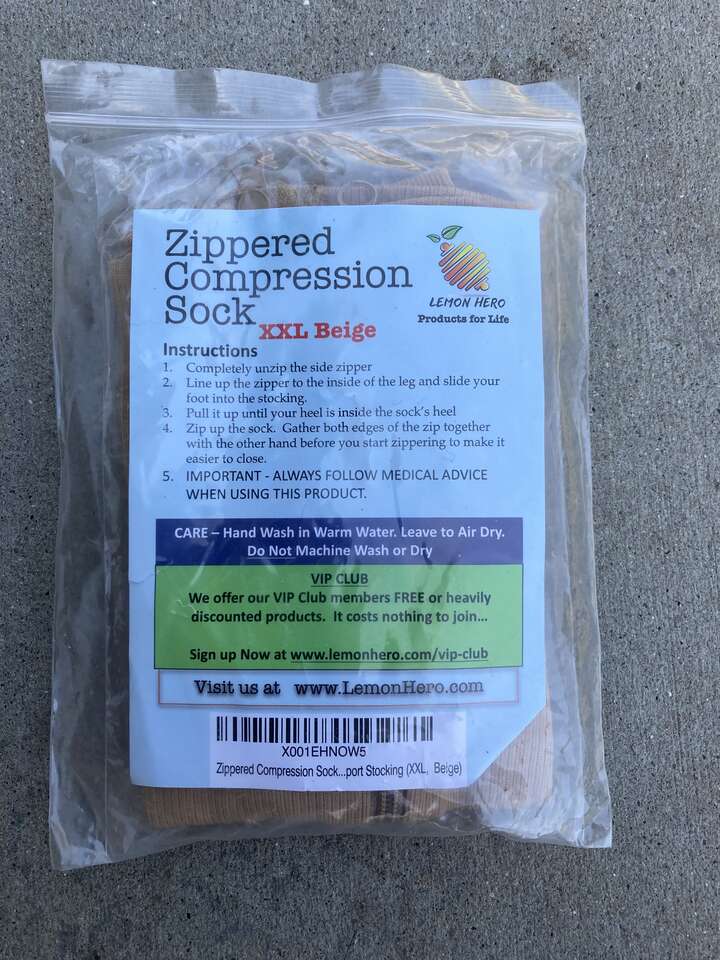 Zippered
Compression
Sock XXL Beige
LEMON HERO
Products for Life
Instructions
1. Completely unzip the side zipper
2. Line up the zipper to the inside of the leg and slide your
foot into the stocking.
3. Pull it up until your heel is inside the sock's heel
4. Zip up the sock. Gather both edges of the zip together
with the other hand before you start zippering to make it
easier to close.
5. IMPORTANT - ALWAYS FOLLOW MEDICAL ADVICE
WHEN USING THIS PRODUCT.
CARE – Hand Wash in Warm Water. Leave to Air Dry.
Do Not Machine Wash or Dry
VIP CLUB
We offer our VIP Club members FREE or heavily
discounted products. It costs nothing to join...
Sign up Now at www.lemonhero.com/vip-club
Visit us at www.LemonHero.com
X001EHNOW5
Zippered Compression Sock...port Stocking (XXL, Beige)